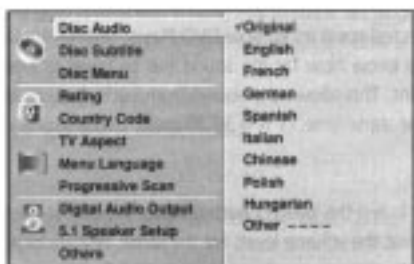 Disc Audio
Disc Subtitle
Disc Menu
Rating
Country Code
TV Aspect
Menu Language
Progressive Scan
Digital Audio Output
5.1 Speaker Setup
Others
✓Original
English
French
German
Spanish
Italian
Chinese
Polish
Hungarian
Other ----